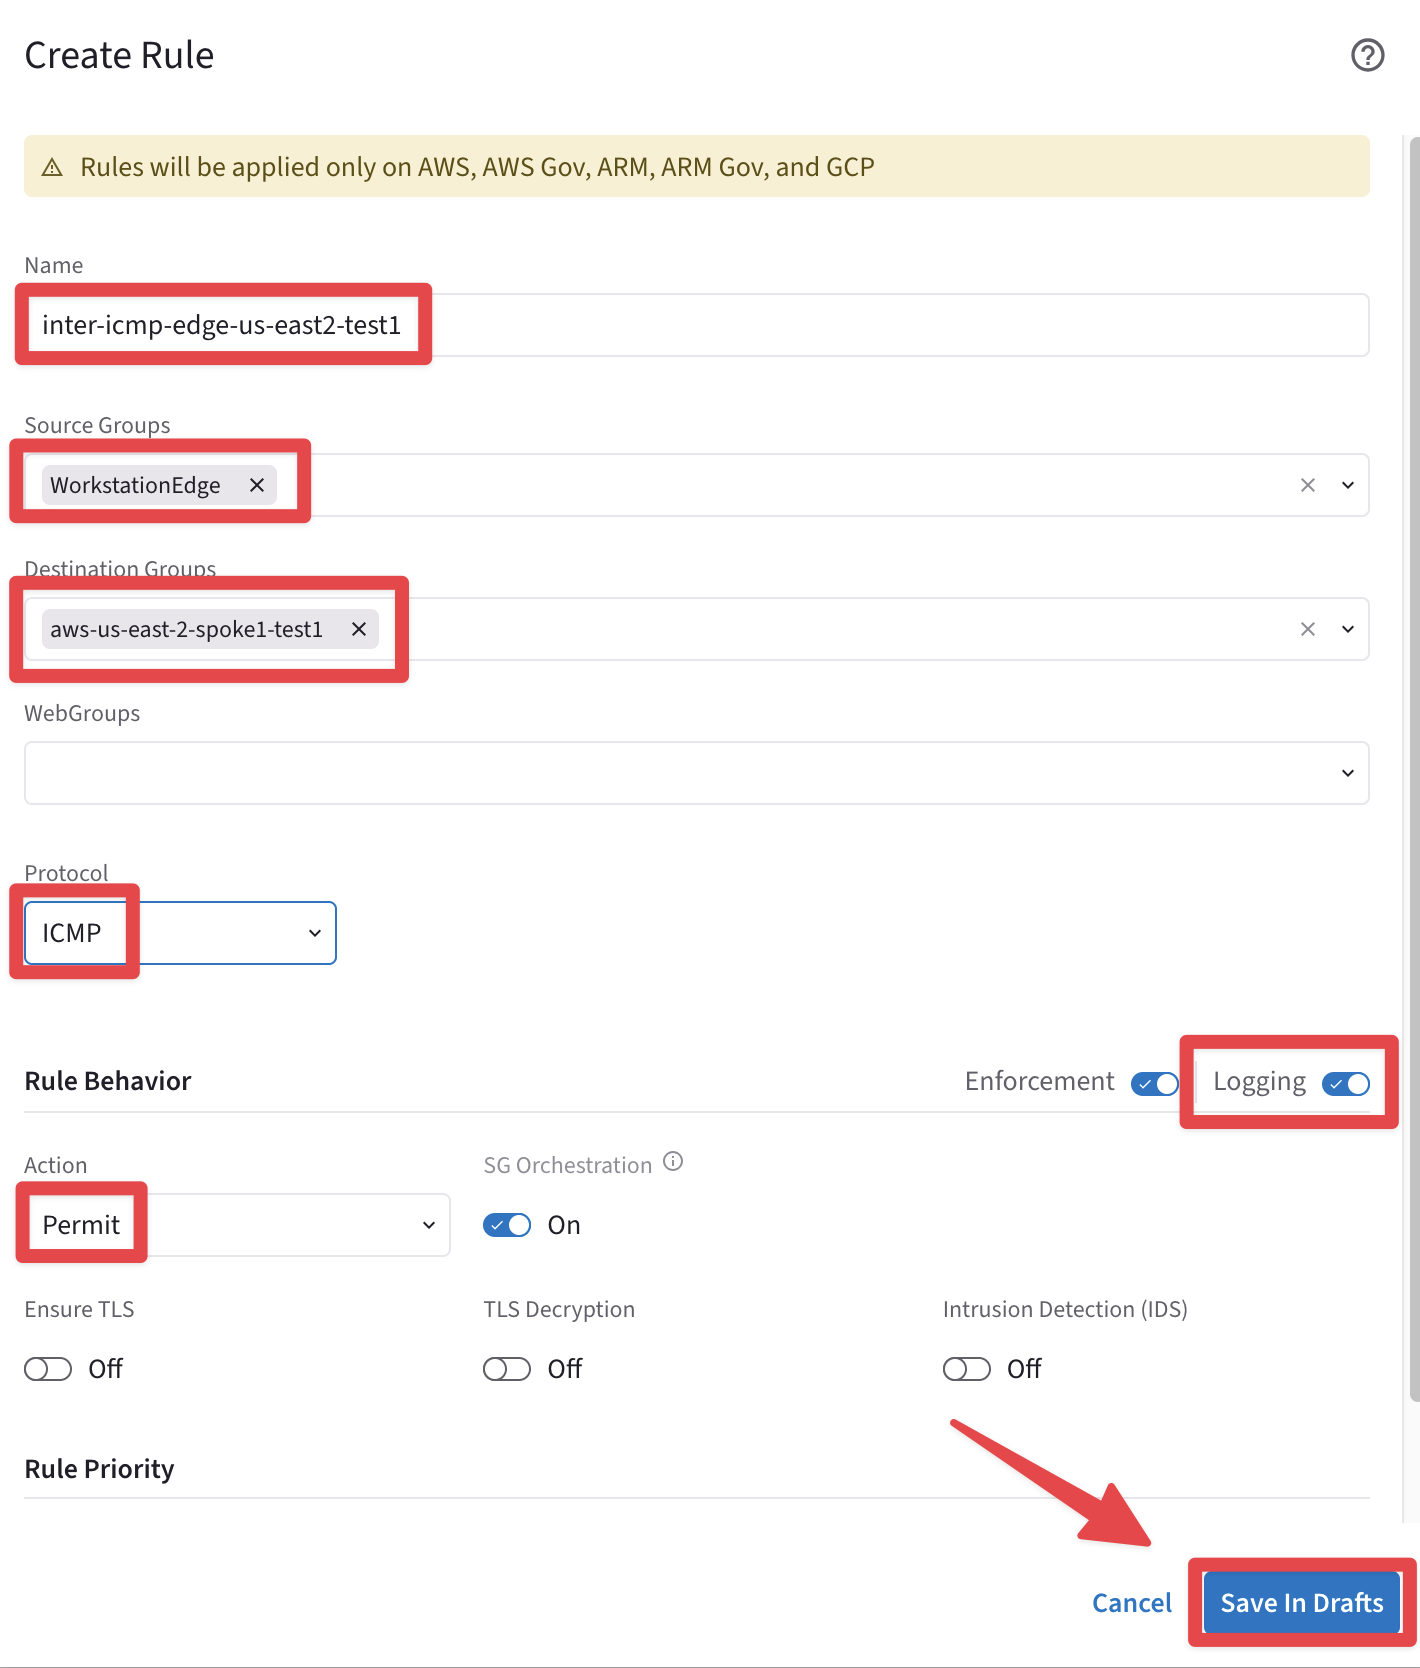 Create Rule
Rules will be applied only on AWS, AWS Gov, ARM, ARM Gov, and GCP
Name
inter-icmp-edge-us-east2-test1
Source Groups
WorkstationEdge
Destination Groups
aws-us-east-2-spoke1-test1
WebGroups
Protocol
ICMP
Rule Behavior
Enforcement
Logging
Action
SG Orchestration
Permit
On
Ensure TLS
TLS Decryption
Intrusion Detection (IDS)
Off
Off
Off
Rule Priority
Cancel
Save In Drafts